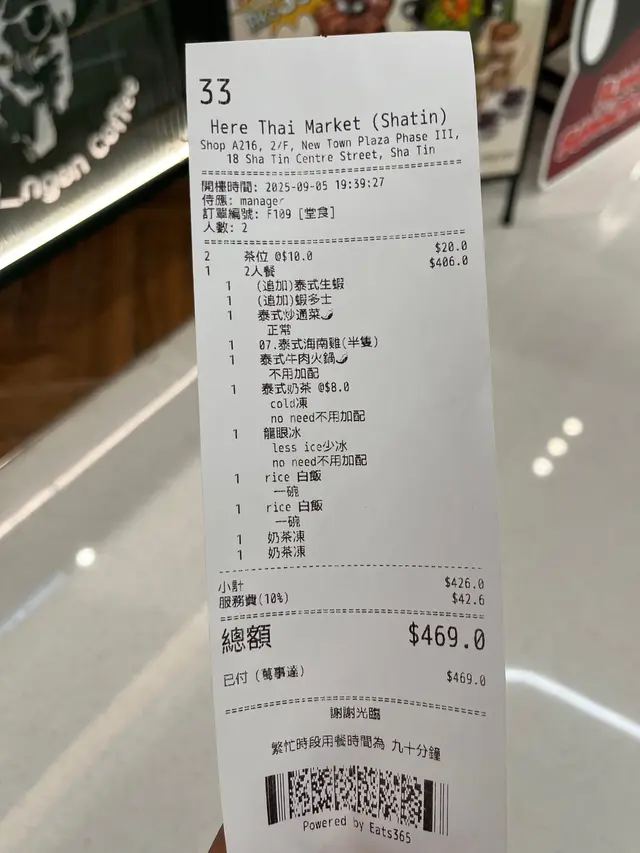 ngen coffee
33
Here Thai Market (Shatin)
Shop A216, 2/F, New Town Plaza Phase III,
18 Sha Tin Centre Street, Sha Tin
開檯時間: 2025-09-05 19:39:27
侍應: manager
訂單編號: F109 [堂食]
人數: 2
2 茶位 @$10.0 $20.0
1 2人餐 $406.0
1 (追加)泰式生蝦
1 (追加)蝦多士
1 泰式炒通菜🌶
正常
1 07.泰式海南雞(半隻)
1 泰式牛肉火鍋🌶
不用加配
1 泰式奶茶 @$8.0
cold凍
no need不用加配
1 龍眼冰
less ice少冰
no need不用加配
1 rice 白飯
一碗
1 rice 白飯
一碗
1 奶茶凍
1 奶茶凍
小計 $426.0
服務費(10%) $42.6
總額 $469.0
已付 (萬事達) $469.0
謝謝光臨
繁忙時段用餐時間為 九十分鐘
Powered by Eats365